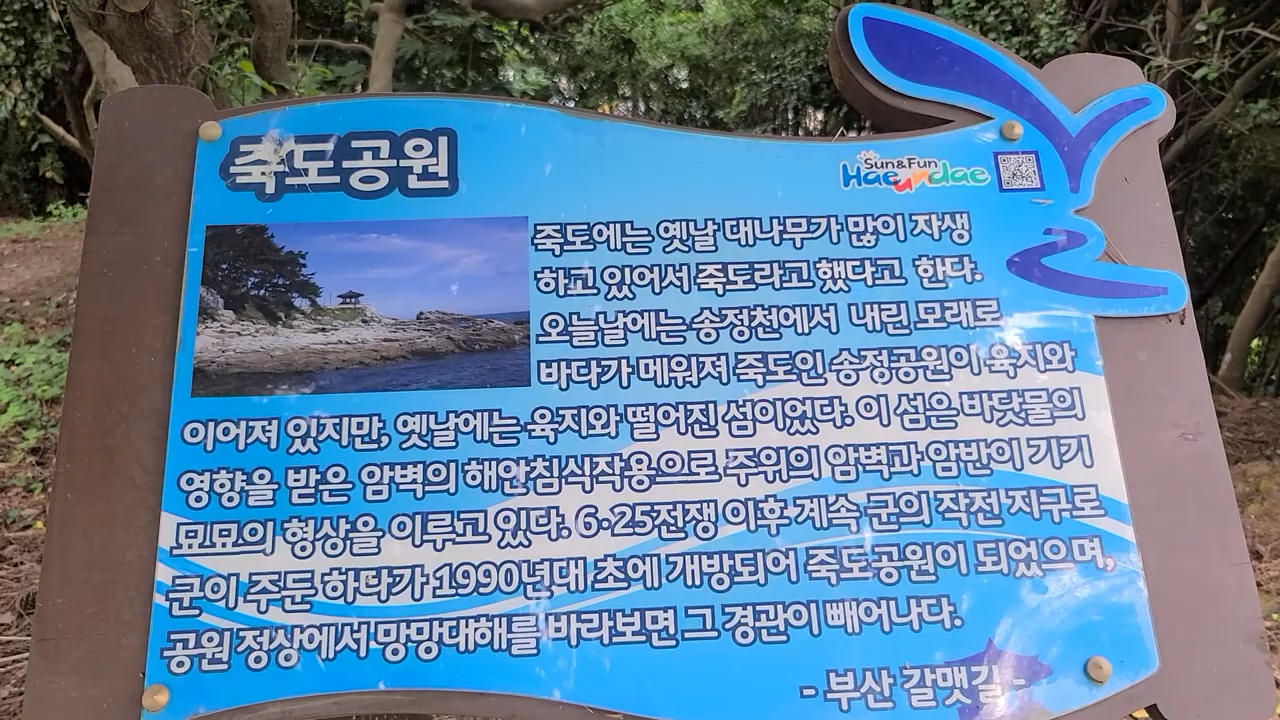 죽도공원
Sun&Fun
Haeundae
죽도에는 옛날 대나무가 많이 자생
하고 있어서 죽도라고 했다고 한다.
오늘날에는 송정천에서 내린 모래로
바다가 메워져 죽도인 송정공원이 육지와
이어져 있지만, 옛날에는 육지와 떨어진 섬이었다. 이 섬은 바닷물의
영향을 받은 암벽의 해안침식작용으로 주위의 암벽과 암반이 기기
묘묘의 형상을 이루고 있다. 6·25전쟁 이후 계속 군의 작전 지구로
군이 주둔 하다가 1990년대 초에 개방되어 죽도공원이 되었으며,
공원 정상에서 망망대해를 바라보면 그 경관이 빼어나다.
- 부산 갈맷길 -